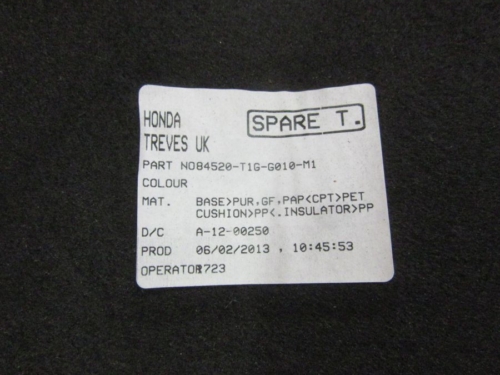 HONDA SPARE T.
TREVES UK
PART NO84520-T1G-G010-M1
COLOUR
MAT. BASE>PUR,GF,PAP<CPT>PET
CUSHION>PP<.INSULATOR>PP
D/C A-12-00250
PROD 06/02/2013 , 10:45:53
OPERATOR1723